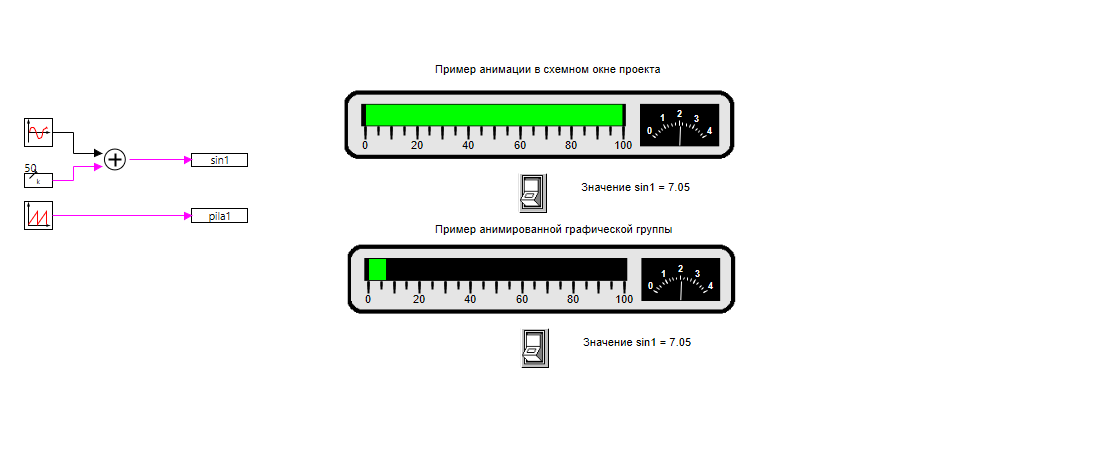 Пример анимации в схемном окне проекта
0 1 2 3 4
0 20 40 60 80 100
50
k
sin1
Значение sin1 = 7.05
pila1
Пример анимированной графической группы
0 1 2 3 4
0 20 40 60 80 100
Значение sin1 = 7.05